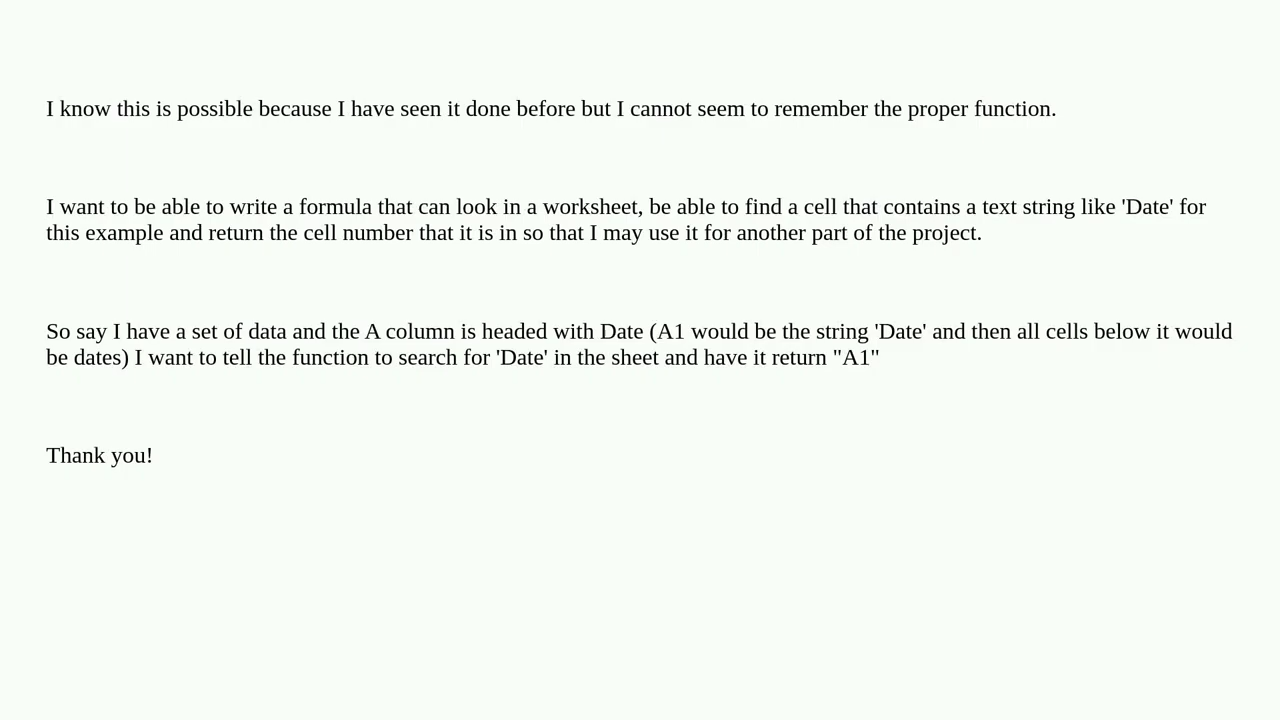 I know this is possible because I have seen it done before but I cannot seem to remember the proper function.
I want to be able to write a formula that can look in a worksheet, be able to find a cell that contains a text string like 'Date' for
this example and return the cell number that it is in so that I may use it for another part of the project.
So say I have a set of data and the A column is headed with Date (A1 would be the string 'Date' and then all cells below it would
be dates) I want to tell the function to search for 'Date' in the sheet and have it return "A1"
Thank you!